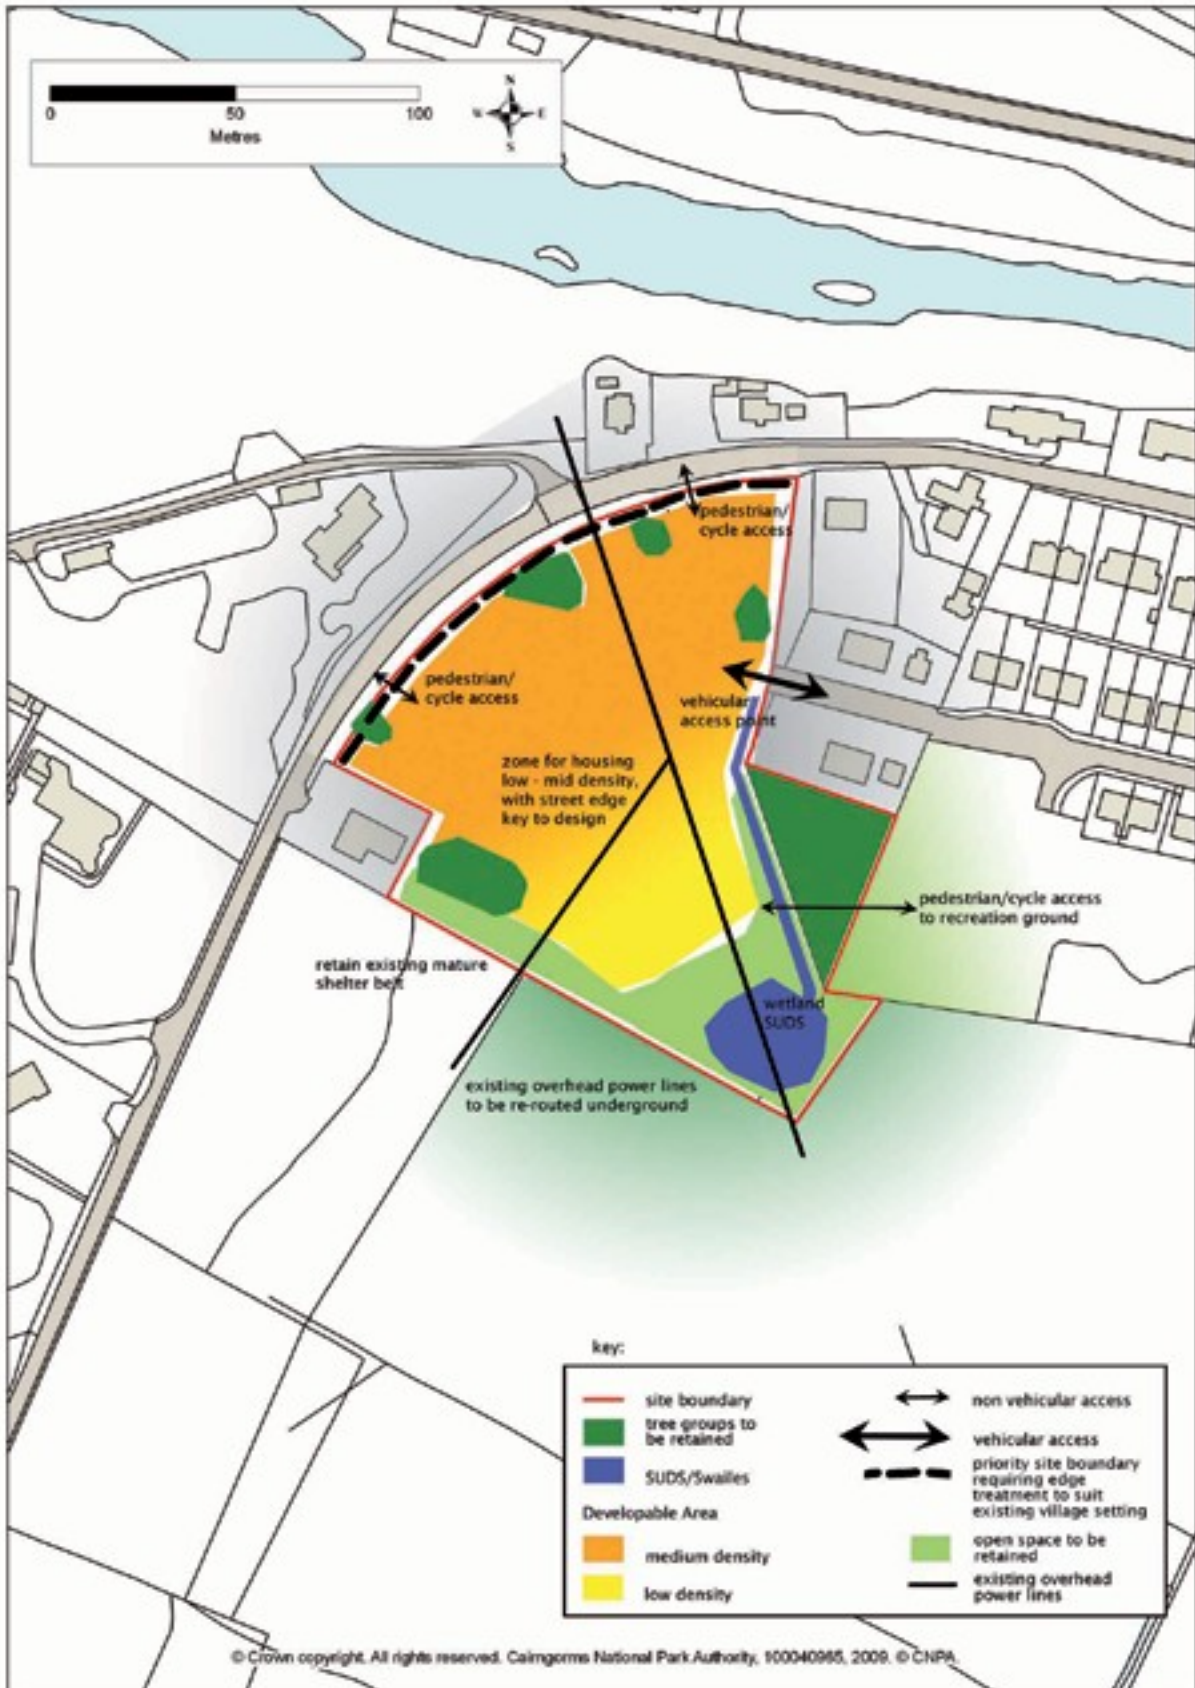 N
W E
S
0 50 100
Metres
pedestrian/
cycle access
pedestrian/
cycle access
vehicular
access point
zone for housing
low - mid density,
with street edge
key to design
pedestrian/cycle access
to recreation ground
retain existing mature
shelter belt
wetland
SUDS
existing overhead power lines
to be re-routed underground
key:
site boundary
tree groups to
be retained
SUDS/Swailes
Developable Area
medium density
low density
non vehicular access
vehicular access
priority site boundary
requiring edge
treatment to suit
existing village setting
open space to be
retained
existing overhead
power lines
© Crown copyright. All rights reserved. Cairngorms National Park Authority, 100040965, 2009. © CNPA.